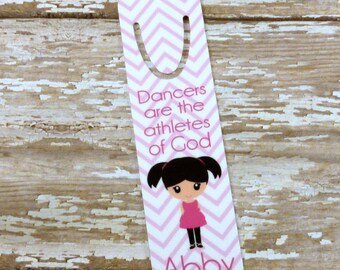 Dancers
are the
athletes
of God
Abby